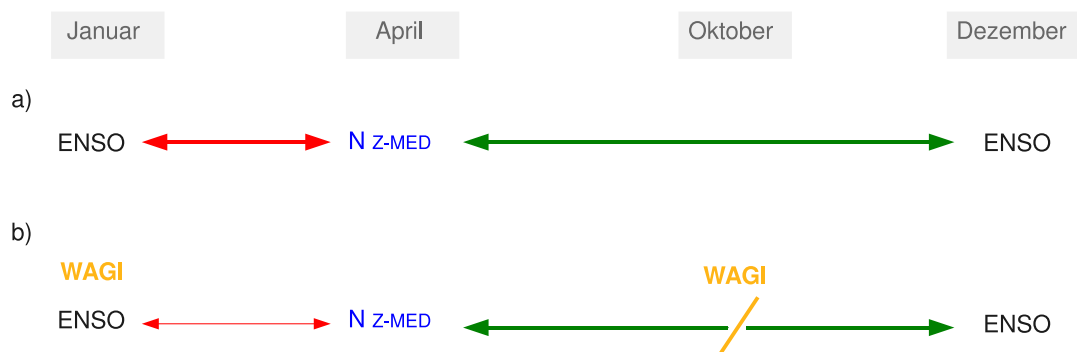 Januar April Oktober Dezember
a)
ENSO N Z-MED ENSO
b)
WAGI WAGI
ENSO N Z-MED ENSO